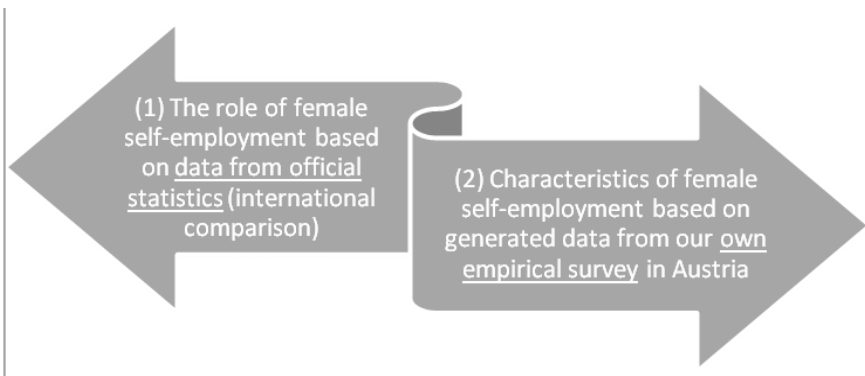 (1) The role of female
self-employment based
on data from official
statistics (international
comparison)
(2) Characteristics of female
self-employment based on
generated data from our own
empirical survey in Austria